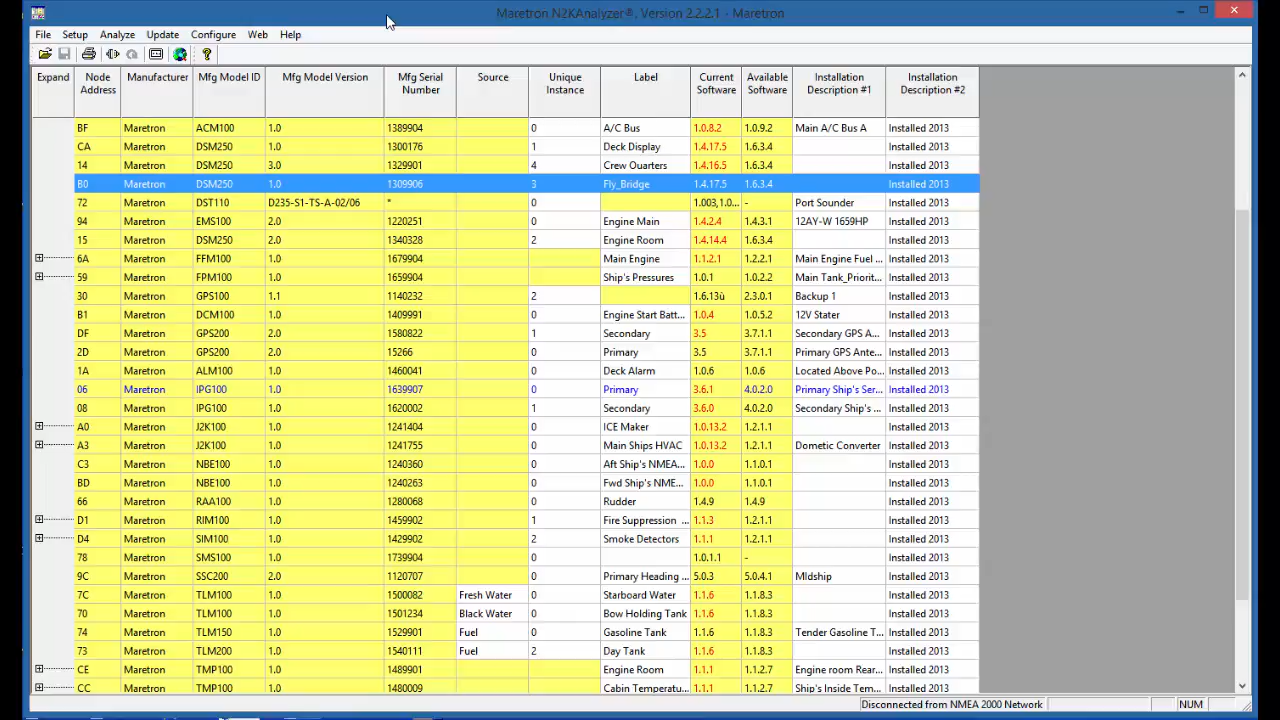 Maretron N2KAnalyzer®, Version 2.2.2.1 - Maretron
File Setup Analyze Update Configure Web Help
Expand Node Address Manufacturer Mfg Model ID Mfg Model Version Mfg Serial Number Source Unique Instance Label Current Software Available Software Installation Description #1 Installation Description #2
BF Maretron ACM100 1.0 1389904 0 A/C Bus 1.0.8.2 1.0.9.2 Main A/C Bus A Installed 2013
CA Maretron DSM250 1.0 1300176 1 Deck Display 1.4.17.5 1.6.3.4 Installed 2013
14 Maretron DSM250 3.0 1329901 4 Crew Quarters 1.4.16.5 1.6.3.4 Installed 2013
B0 Maretron DSM250 1.0 1309906 3 Fly_Bridge 1.4.17.5 1.6.3.4 Installed 2013
72 Maretron DST110 D235-S1-TS-A-02/06 * 0 1.003,1.0... - Port Sounder Installed 2013
94 Maretron EMS100 2.0 1220251 0 Engine Main 1.4.2.4 1.4.3.1 12AY-W 1659HP Installed 2013
15 Maretron DSM250 2.0 1340328 2 Engine Room 1.4.14.4 1.6.3.4 Installed 2013
6A Maretron FFM100 1.0 1679904 Main Engine 1.1.2.1 1.2.2.1 Main Engine Fuel ... Installed 2013
59 Maretron FPM100 1.0 1659904 Ship's Pressures 1.0.1 1.0.2.2 Main Tank_Priorit... Installed 2013
30 Maretron GPS100 1.1 1140232 2 1.6.13ü 2.3.0.1 Backup 1 Installed 2013
B1 Maretron DCM100 1.0 1409991 0 Engine Start Batt... 1.0.4 1.0.5.2 12V Stater Installed 2013
DF Maretron GPS200 2.0 1580822 1 Secondary 3.5 3.7.1.1 Secondary GPS A... Installed 2013
2D Maretron GPS200 2.0 15266 0 Primary 3.5 3.7.1.1 Primary GPS Ante... Installed 2013
1A Maretron ALM100 1.0 1460041 0 Deck Alarm 1.0.6 1.0.6 Located Above Po... Installed 2013
06 Maretron IPG100 1.0 1639907 0 Primary 3.6.1 4.0.2.0 Primary Ship's Ser... Installed 2013
08 Maretron IPG100 1.0 1620002 1 Secondary 3.6.0 4.0.2.0 Secondary Ship's ... Installed 2013
A0 Maretron J2K100 1.0 1241404 0 ICE Maker 1.0.13.2 1.2.1.1 Installed 2013
A3 Maretron J2K100 1.0 1241755 0 Main Ships HVAC 1.0.13.2 1.2.1.1 Dometic Converter Installed 2013
C3 Maretron NBE100 1.0 1240360 0 Aft Ship's NMEA... 1.0.0 1.1.0.1 Installed 2013
BD Maretron NBE100 1.0 1240263 0 Fwd Ship's NME... 1.0.0 1.1.0.1 Installed 2013
66 Maretron RAA100 1.0 1280068 0 Rudder 1.4.9 1.4.9 Installed 2013
D1 Maretron RIM100 1.0 1459902 1 Fire Suppression ... 1.1.3 1.2.1.1 Installed 2013
D4 Maretron SIM100 1.0 1429902 2 Smoke Detectors 1.1.1 1.2.1.1 Installed 2013
78 Maretron SMS100 1.0 1739904 0 1.0.1.1 - Installed 2013
9C Maretron SSC200 2.0 1120707 0 Primary Heading ... 5.0.3 5.0.4.1 MIdship Installed 2013
7C Maretron TLM100 1.0 1500082 Fresh Water 0 Starboard Water 1.1.6 1.1.8.3 Installed 2013
70 Maretron TLM100 1.0 1501234 Black Water 0 Bow Holding Tank 1.1.6 1.1.8.3 Installed 2013
74 Maretron TLM150 1.0 1529901 Fuel 0 Gasoline Tank 1.1.6 1.1.8.3 Tender Gasoline T... Installed 2013
73 Maretron TLM200 1.0 1540111 Fuel 2 Day Tank 1.1.6 1.1.8.3 Installed 2013
CE Maretron TMP100 1.0 1489901 Engine Room 1.1.1 1.1.2.7 Engine room Rear... Installed 2013
CC Maretron TMP100 1.0 1480009 Cabin Temperatu... 1.1.1 1.1.2.7 Ship's Inside Tem... Installed 2013
Disconnected from NMEA 2000 Network NUM